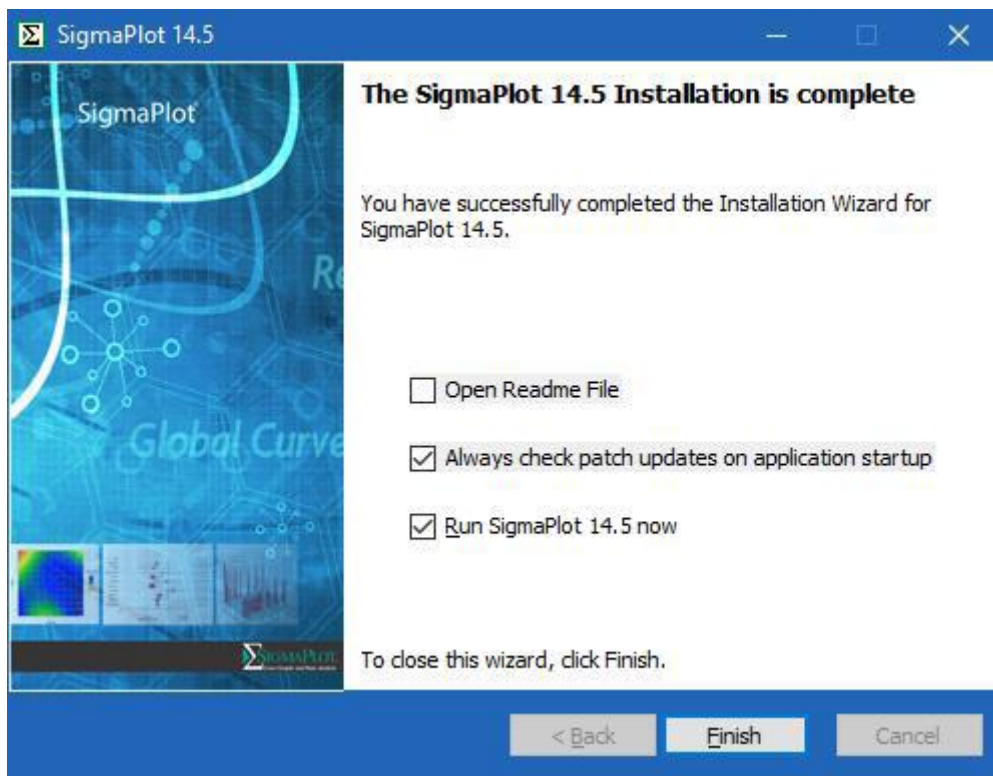 SigmaPlot 14.5
SigmaPlot
The SigmaPlot 14.5 Installation is complete
You have successfully completed the Installation Wizard for
SigmaPlot 14.5.
Global Curve
Open Readme File
Always check patch updates on application startup
Run SigmaPlot 14.5 now
SIGMAPLOT
To close this wizard, click Finish.
< Back
Finish
Cancel